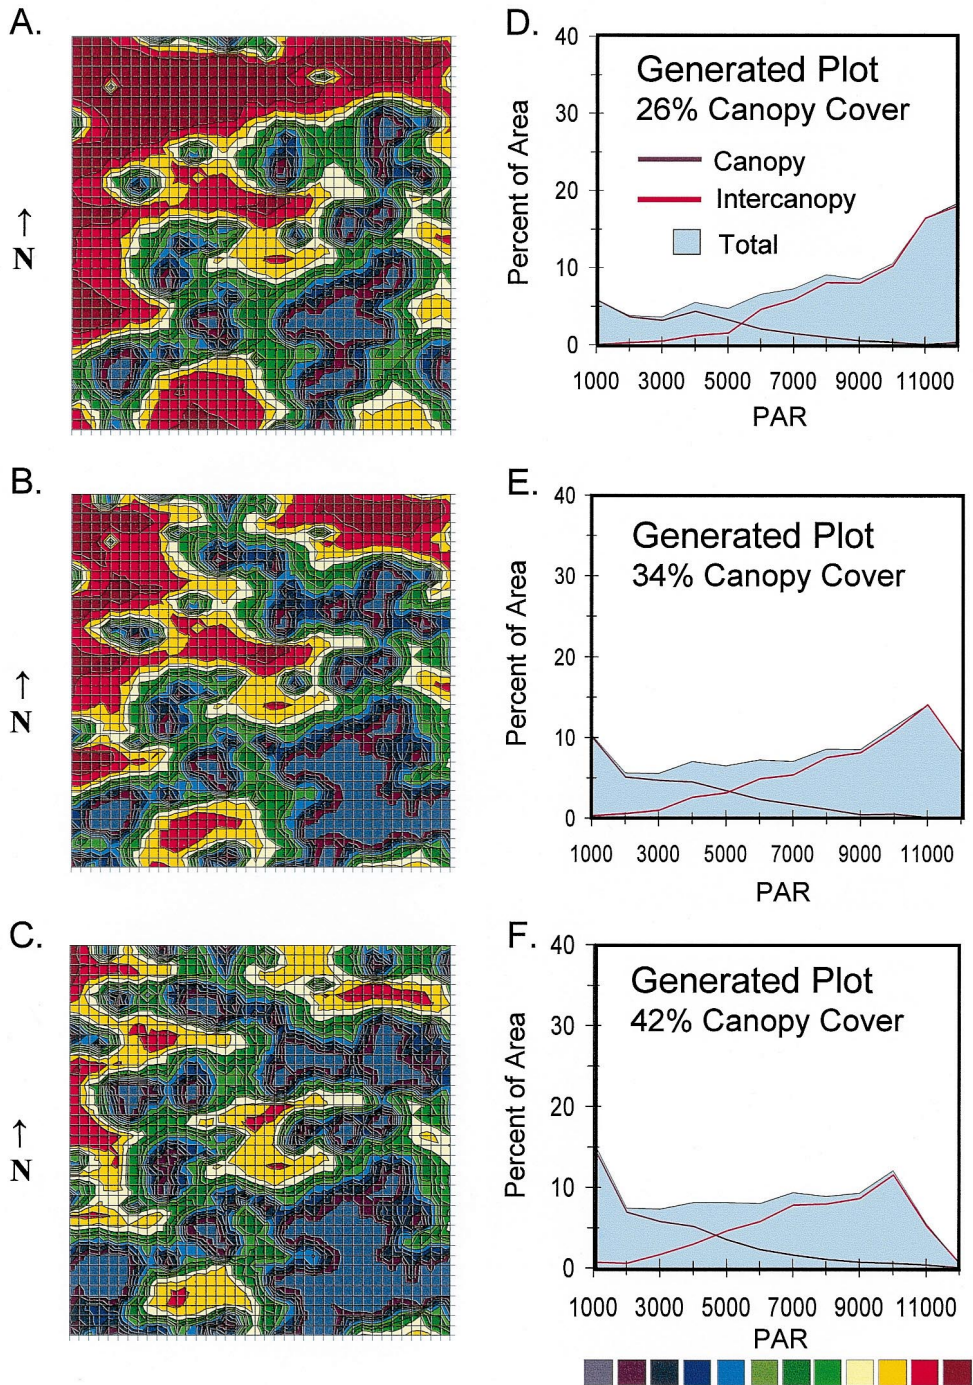 A.
↑
N
D.
40
30
20
10
0
Percent of Area
Generated Plot
26% Canopy Cover
Canopy
Intercanopy
Total
1000 3000 5000 7000 9000 11000
PAR
B.
↑
N
E.
40
30
20
10
0
Percent of Area
Generated Plot
34% Canopy Cover
1000 3000 5000 7000 9000 11000
PAR
C.
↑
N
F.
40
30
20
10
0
Percent of Area
Generated Plot
42% Canopy Cover
1000 3000 5000 7000 9000 11000
PAR